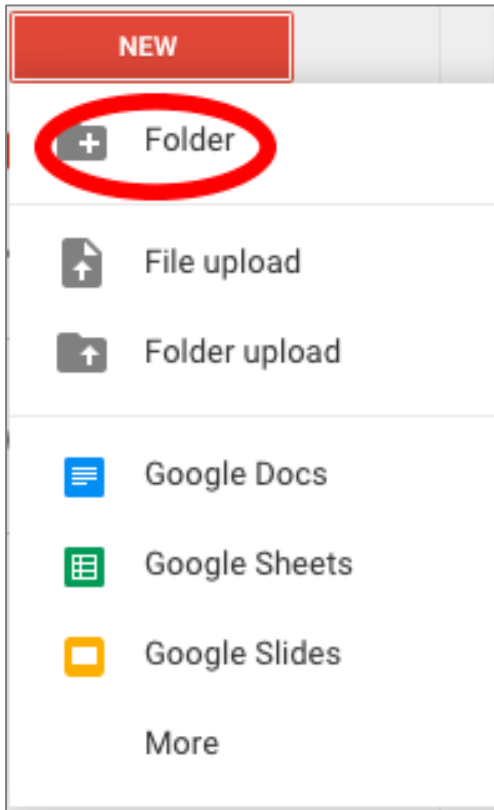 NEW
Folder
File upload
Folder upload
Google Docs
Google Sheets
Google Slides
More